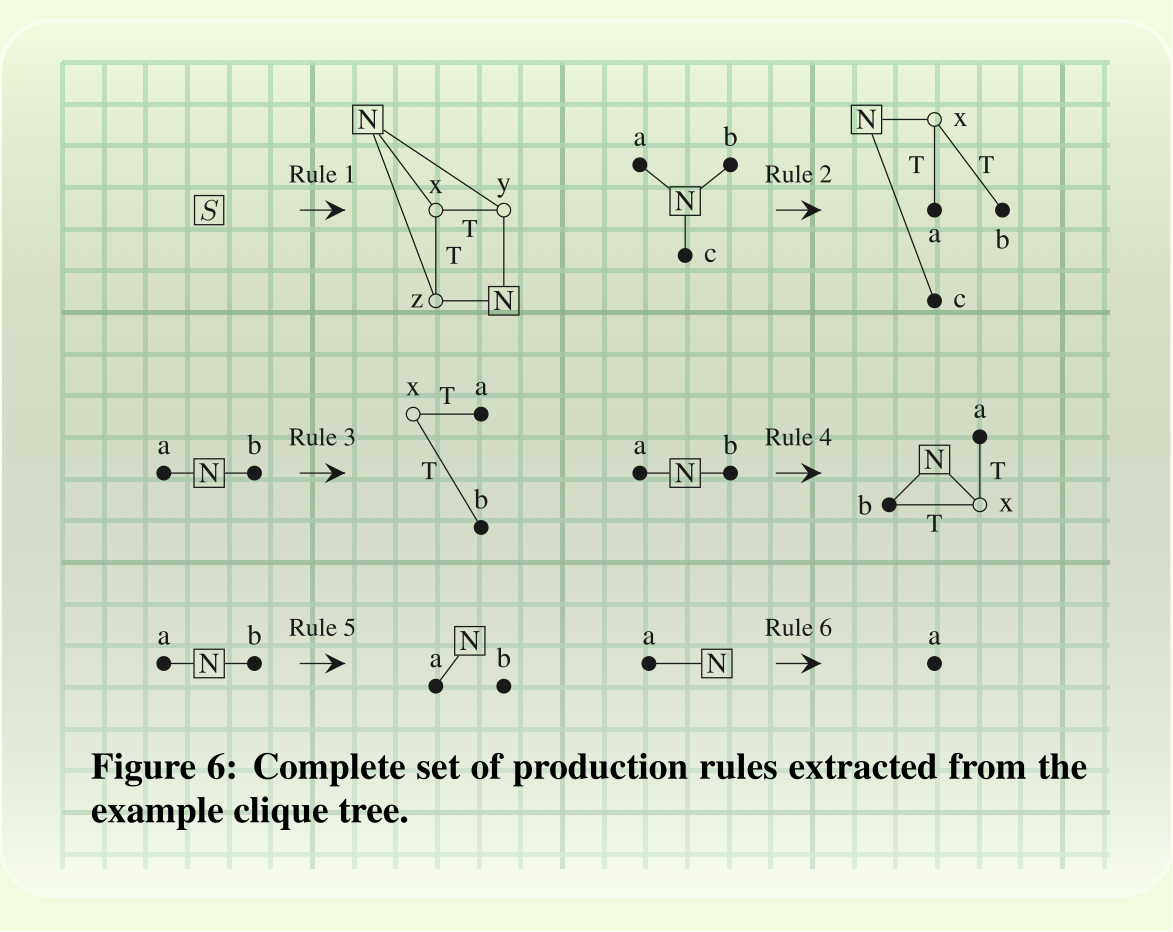 N
a b N x
Rule 1 x y Rule 2 T T
S T N a b
T c
z N c
x T a
a b Rule 3 a b Rule 4 a
N T N N T
b b x
T
a b Rule 5 N a Rule 6 a
N a b N
Figure 6: Complete set of production rules extracted from the
example clique tree.